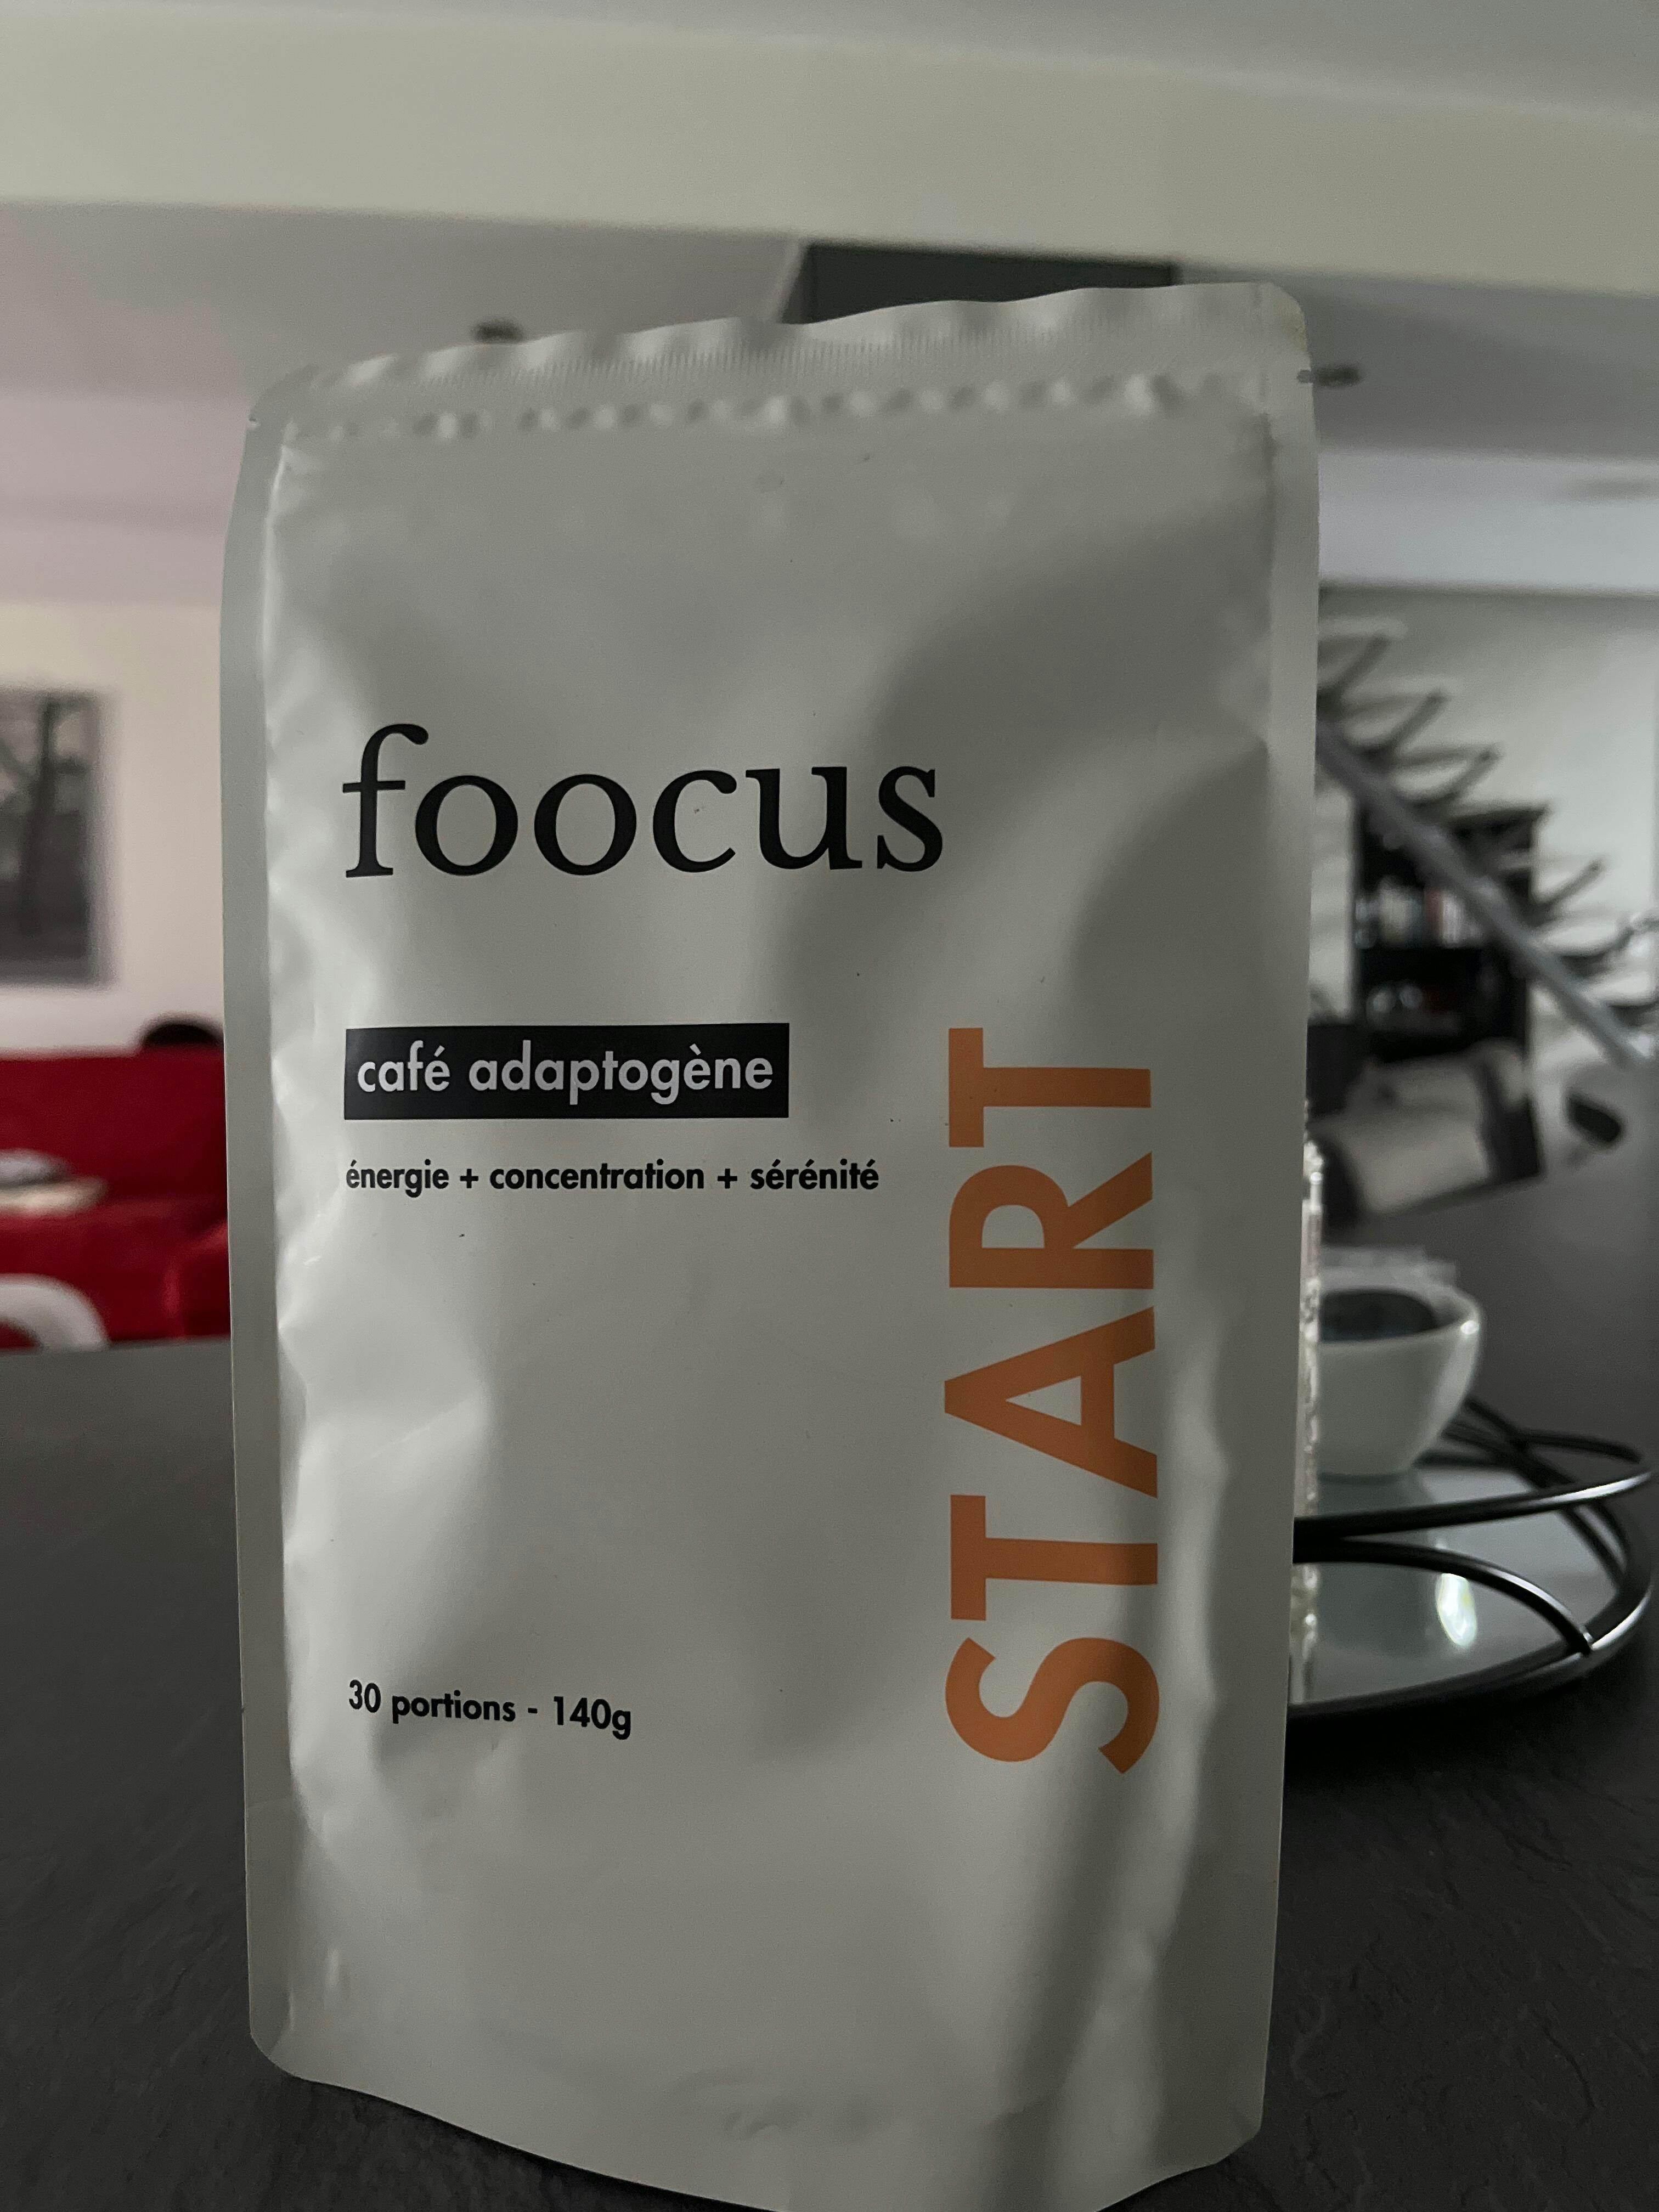 foocus
café adaptogène
énergie + concentration + sérénité
START
30 portions - 140g